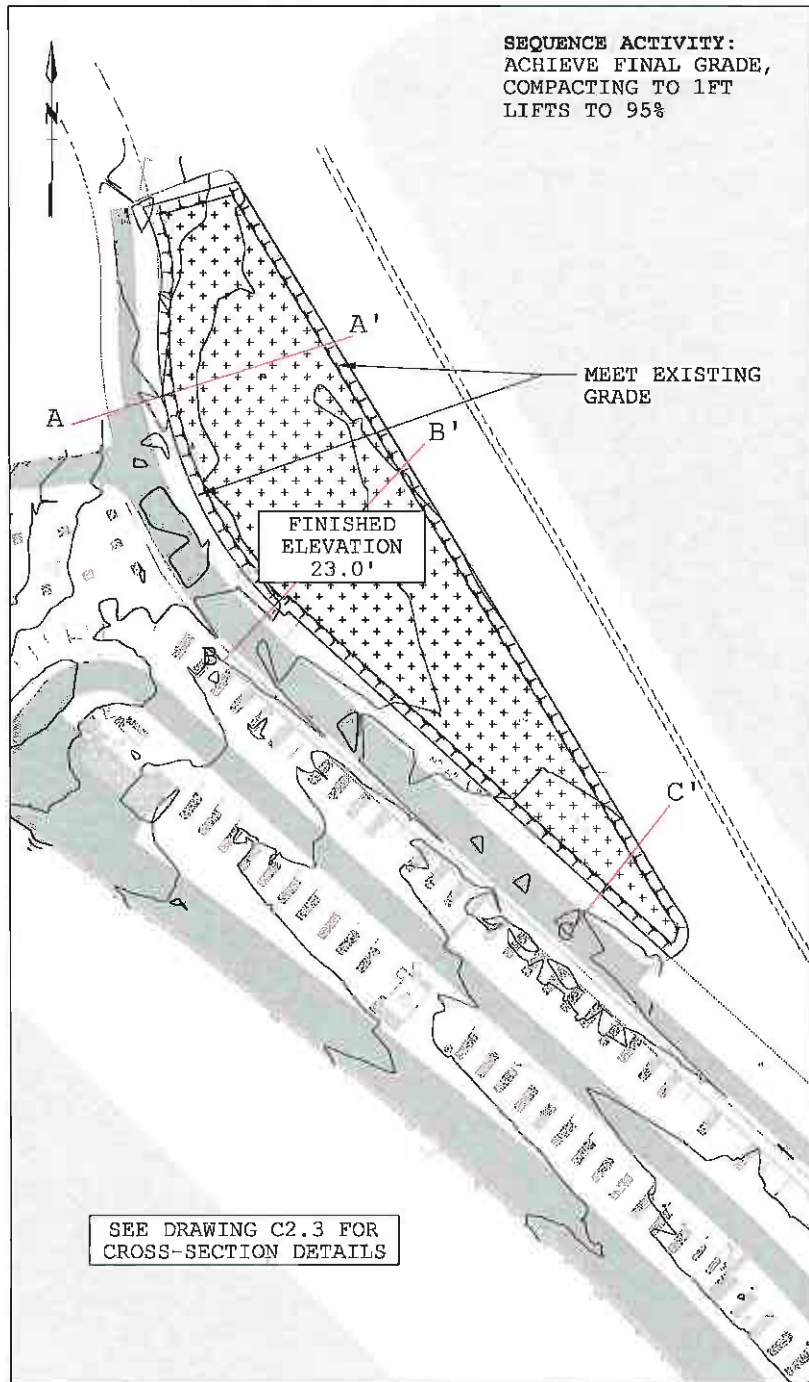 SEQUENCE ACTIVITY:
ACHIEVE FINAL GRADE,
COMPACTING TO 1FT
LIFTS TO 95%
N
A'
MEET EXISTING
GRADE
A
B'
FINISHED
ELEVATION
23.0'
B
C'
SEE DRAWING C2.3 FOR
CROSS-SECTION DETAILS